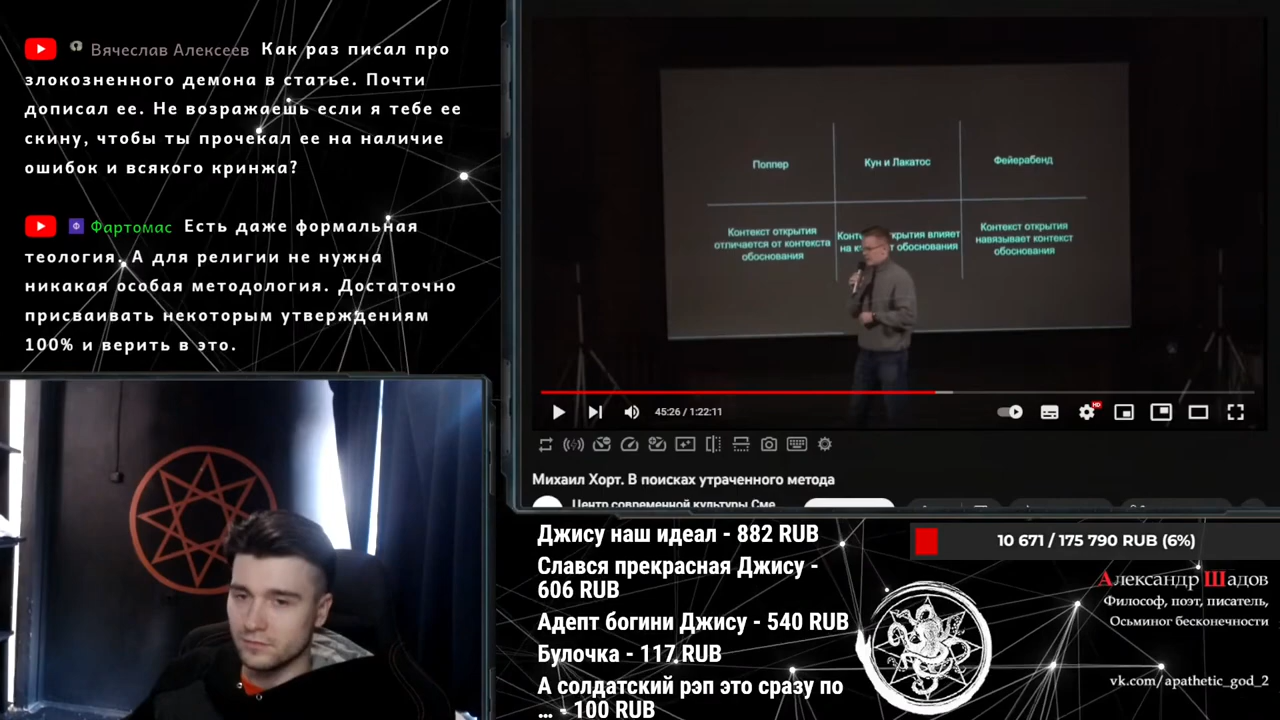 Вячеслав Алексеев Как раз писал про
злокозненного демона в статье. Почти
дописал ее. Не возражаешь если я тебе ее
скину, чтобы ты прочекал ее на наличие
ошибок и всякого кринжа?
Фартомас Есть даже формальная
теология. А для религии не нужна
никакая особая методология. Достаточно
присваивать некоторым утверждениям
100% и верить в это.
Поппер
Кун и Лакатос
Фейерабенд
Контекст открытия
отличается от контекста
обоснования
открытия влияет
на обоснования
Контекст открытия
навязывает контекст
обоснования
45:26 / 1:22:11
HD
Михаил Хорт. В поисках утраченного метода
Центр современной культуры Сме
Джису наш идеал - 882 RUB
Слався прекрасная Джису -
606 RUB
Адепт богини Джису - 540 RUB
Булочка - 117 RUB
А солдатский рэп это сразу по
... - 100 RUB
10 671 / 175 790 RUB (6%)
Александр Шадов
Философ, поэт, писатель,
Осьминог бесконечности
vk.com/apathetic_god_2